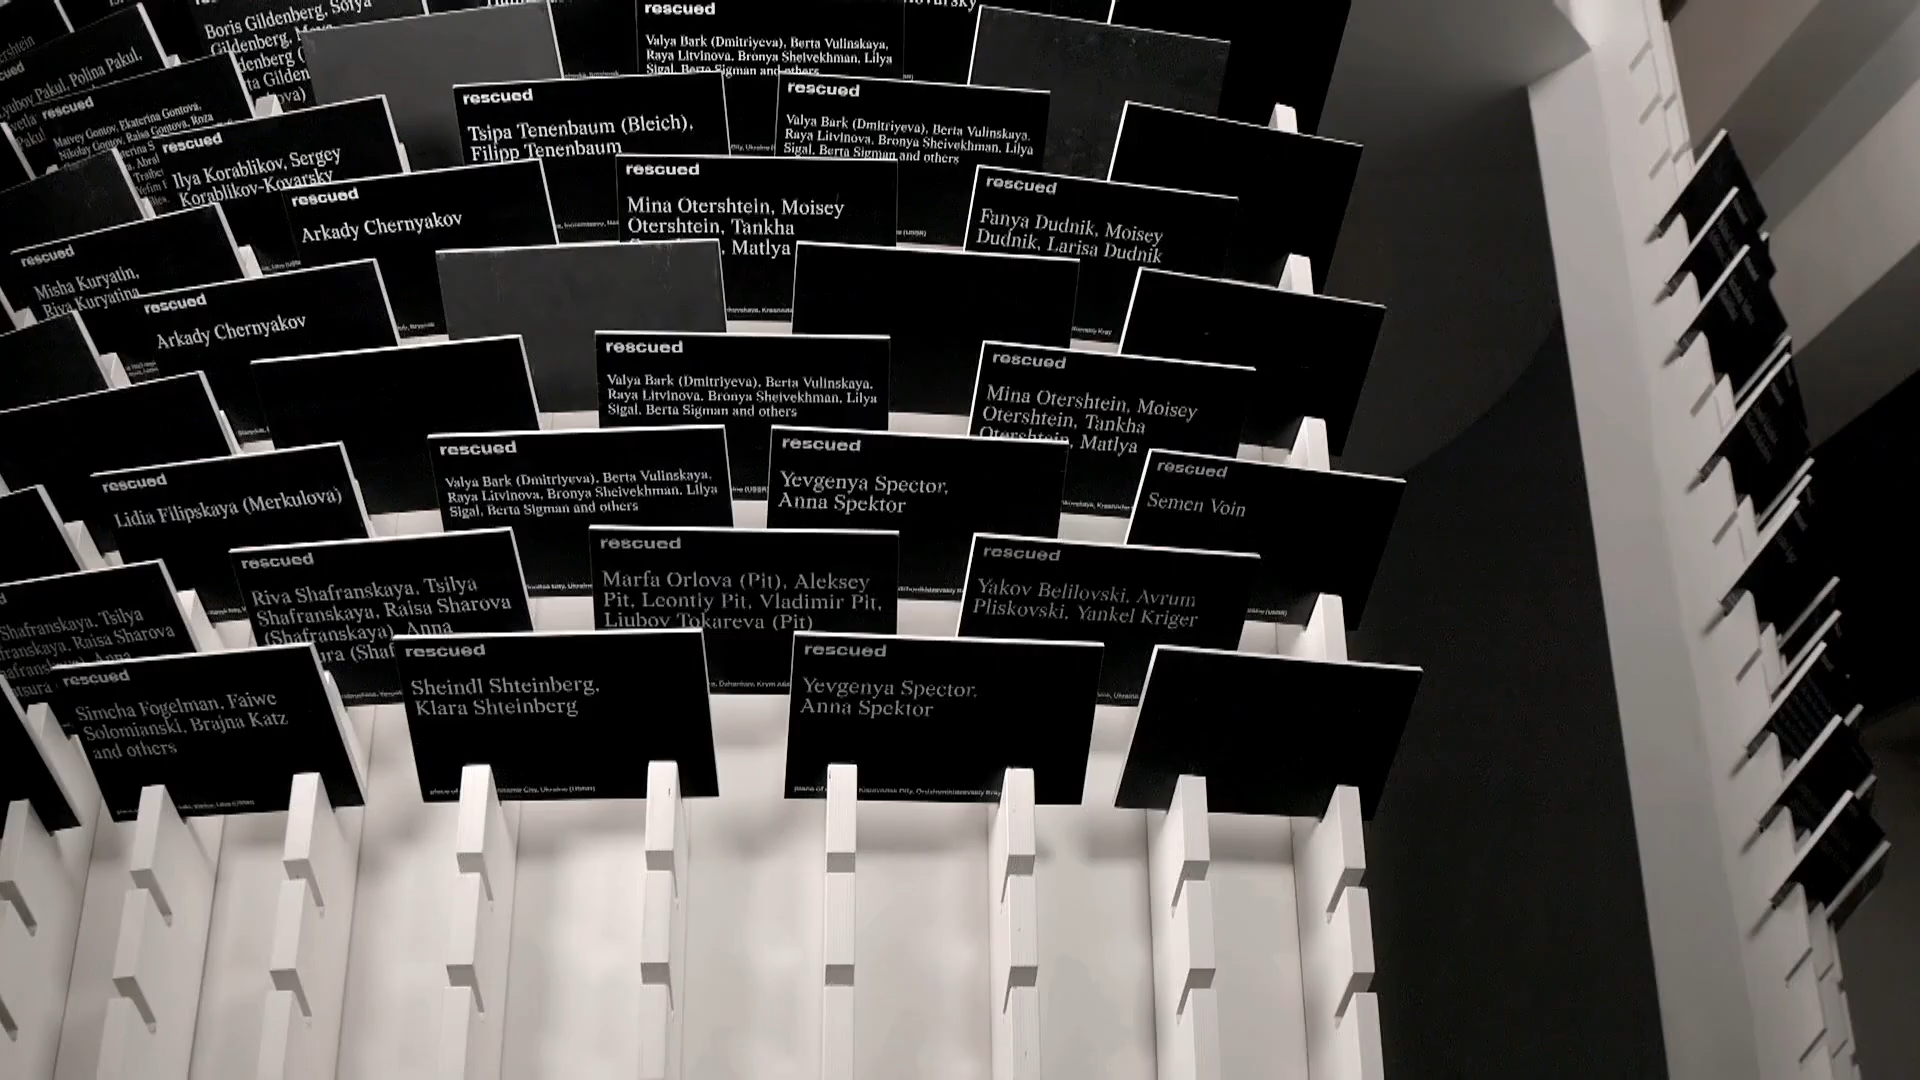 Boris Gildenberg, Sofya
Gildenberg,
rescued
Valya Bark (Dmitriyeva), Berta Vulinskaya,
Raya Litvinova, Bronya Sheivekhman, Lilya
Sigal, Berta Sigman and others
Lyubov Pakul, Polina Pakul,
Pakul
rescued
Matvey Gontov, Ekaterina Gontova,
Nikolay Gontov, Raisa Gontova, Roza
rescued
Ilya Korablikov, Sergey
Korablikov-Kovarsky
rescued
Tsipa Tenenbaum (Bleich),
Filipp Tenenbaum
rescued
Valya Bark (Dmitriyeva), Berta Vulinskaya,
Raya Litvinova, Bronya Sheivekhman, Lilya
Sigal, Berta Sigman and others
rescued
Arkady Chernyakov
rescued
Mina Otershtein, Moisey
Otershtein, Tankha
, Matlya
rescued
Fanya Dudnik, Moisey
Dudnik, Larisa Dudnik
rescued
Misha Kuryatin,
Riva Kuryatina
rescued
Arkady Chernyakov
rescued
Valya Bark (Dmitriyeva), Berta Vulinskaya,
Raya Litvinova, Bronya Sheivekhman, Lilya
Sigal, Berta Sigman and others
rescued
Mina Otershtein, Moisey
Otershtein, Tankha
Otershtein, Matlya
rescued
Lidia Filipskaya (Merkulova)
rescued
Valya Bark (Dmitriyeva), Berta Vulinskaya,
Raya Litvinova, Bronya Sheivekhman, Lilya
Sigal, Berta Sigman and others
rescued
Yevgenya Spector,
Anna Spektor
rescued
Semen Voin
Shafranskaya, Tsilya
Raisa Sharova
rescued
Riva Shafranskaya, Tsilya
Shafranskaya, Raisa Sharova
(Shafranskaya), Anna
rescued
Marfa Orlova (Pit), Aleksey
Pit, Leontiy Pit, Vladimir Pit,
Liubov Tokareva (Pit)
rescued
Yakov Belilovski, Avrum
Pliskovski, Yankel Kriger
rescued
Simcha Fogelman, Faiwe
Solomianski, Brajna Katz
and others
rescued
Sheindl Shteinberg,
Klara Shteinberg
rescued
Yevgenya Spector,
Anna Spektor